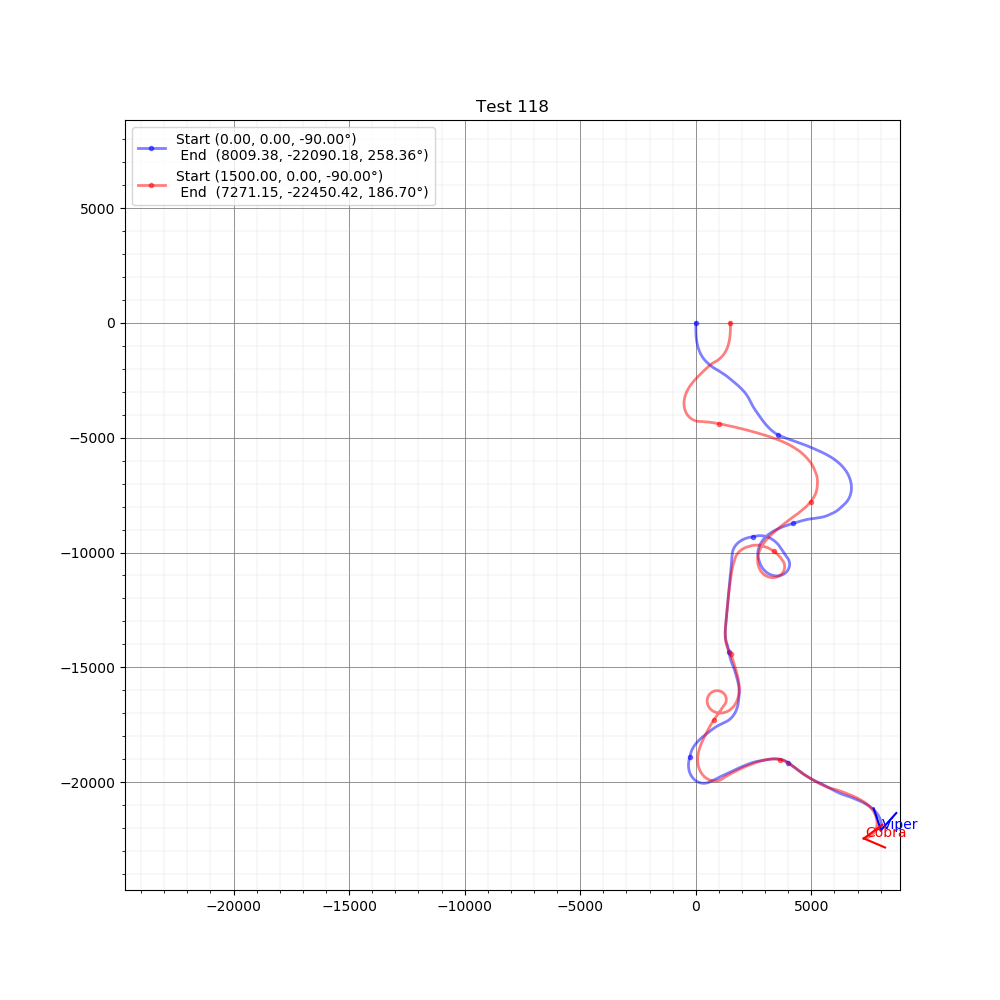 Test 118
Start (0.00, 0.00, -90.00°)
End (8009.38, -22090.18, 258.36°)
Start (1500.00, 0.00, -90.00°)
End (7271.15, -22450.42, 186.70°)
5000
0
−5000
−10000
−15000
−20000
Viper
Cobra
−20000 −15000 −10000 −5000 0 5000